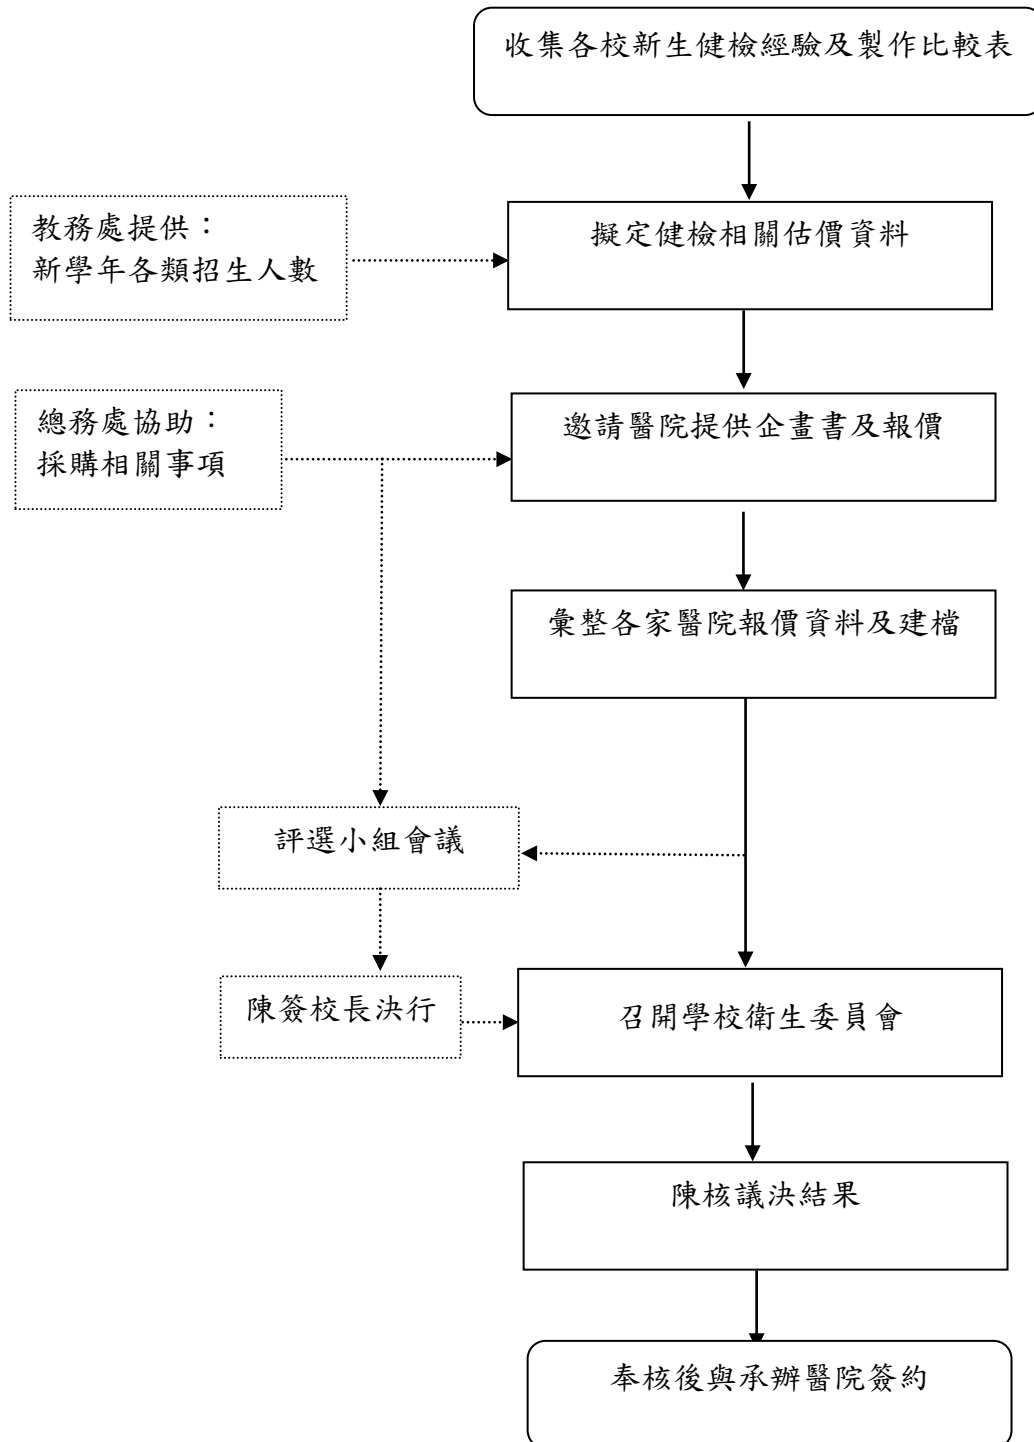 收集各校新生健檢經驗及製作比較表
教務處提供：
新學年各類招生人數
擬定健檢相關估價資料
總務處協助：
採購相關事項
邀請醫院提供企畫書及報價
彙整各家醫院報價資料及建檔
評選小組會議
陳簽校長決行
召開學校衛生委員會
陳核議決結果
奉核後與承辦醫院簽約